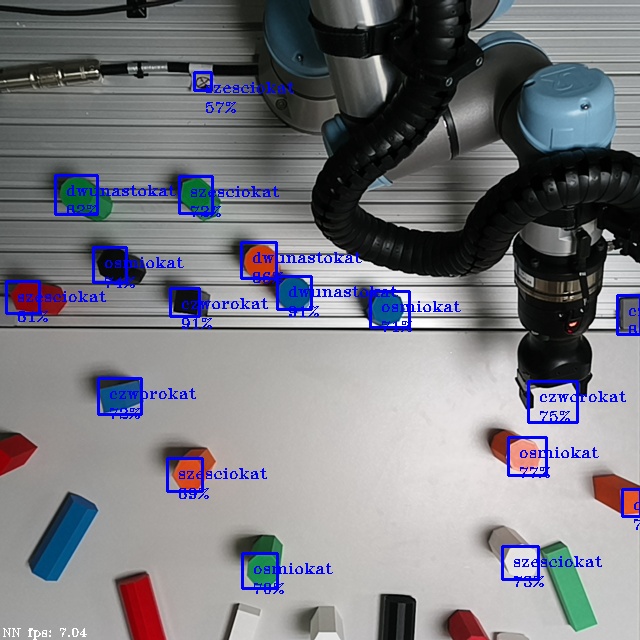 szesciokat
57%
dwunastokat
szesciokat
osmiokat
dwunastokat
szesciokat
61%
czworokat
91%
dwunastokat
osmiokat
czworokat
czworokat
75%
szesciokat
69%
osmiokat
77%
osmiokat
szesciokat
73%
NN fps: 7.04